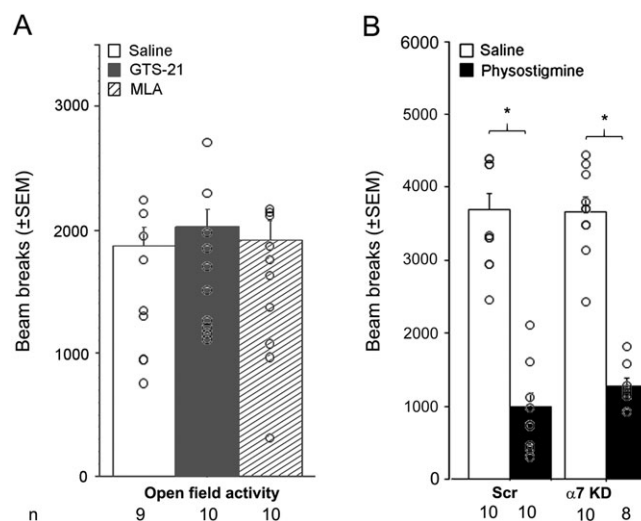 A
Saline
GTS-21
MLA
3000
2000
1000
0
Beam breaks (±SEM)
Open field activity
n
9
10
10
B
Saline
Physostigmine
6000
5000
4000
3000
2000
1000
0
Beam breaks (±SEM)
*
*
Scr
α7 KD
10
10
10
8